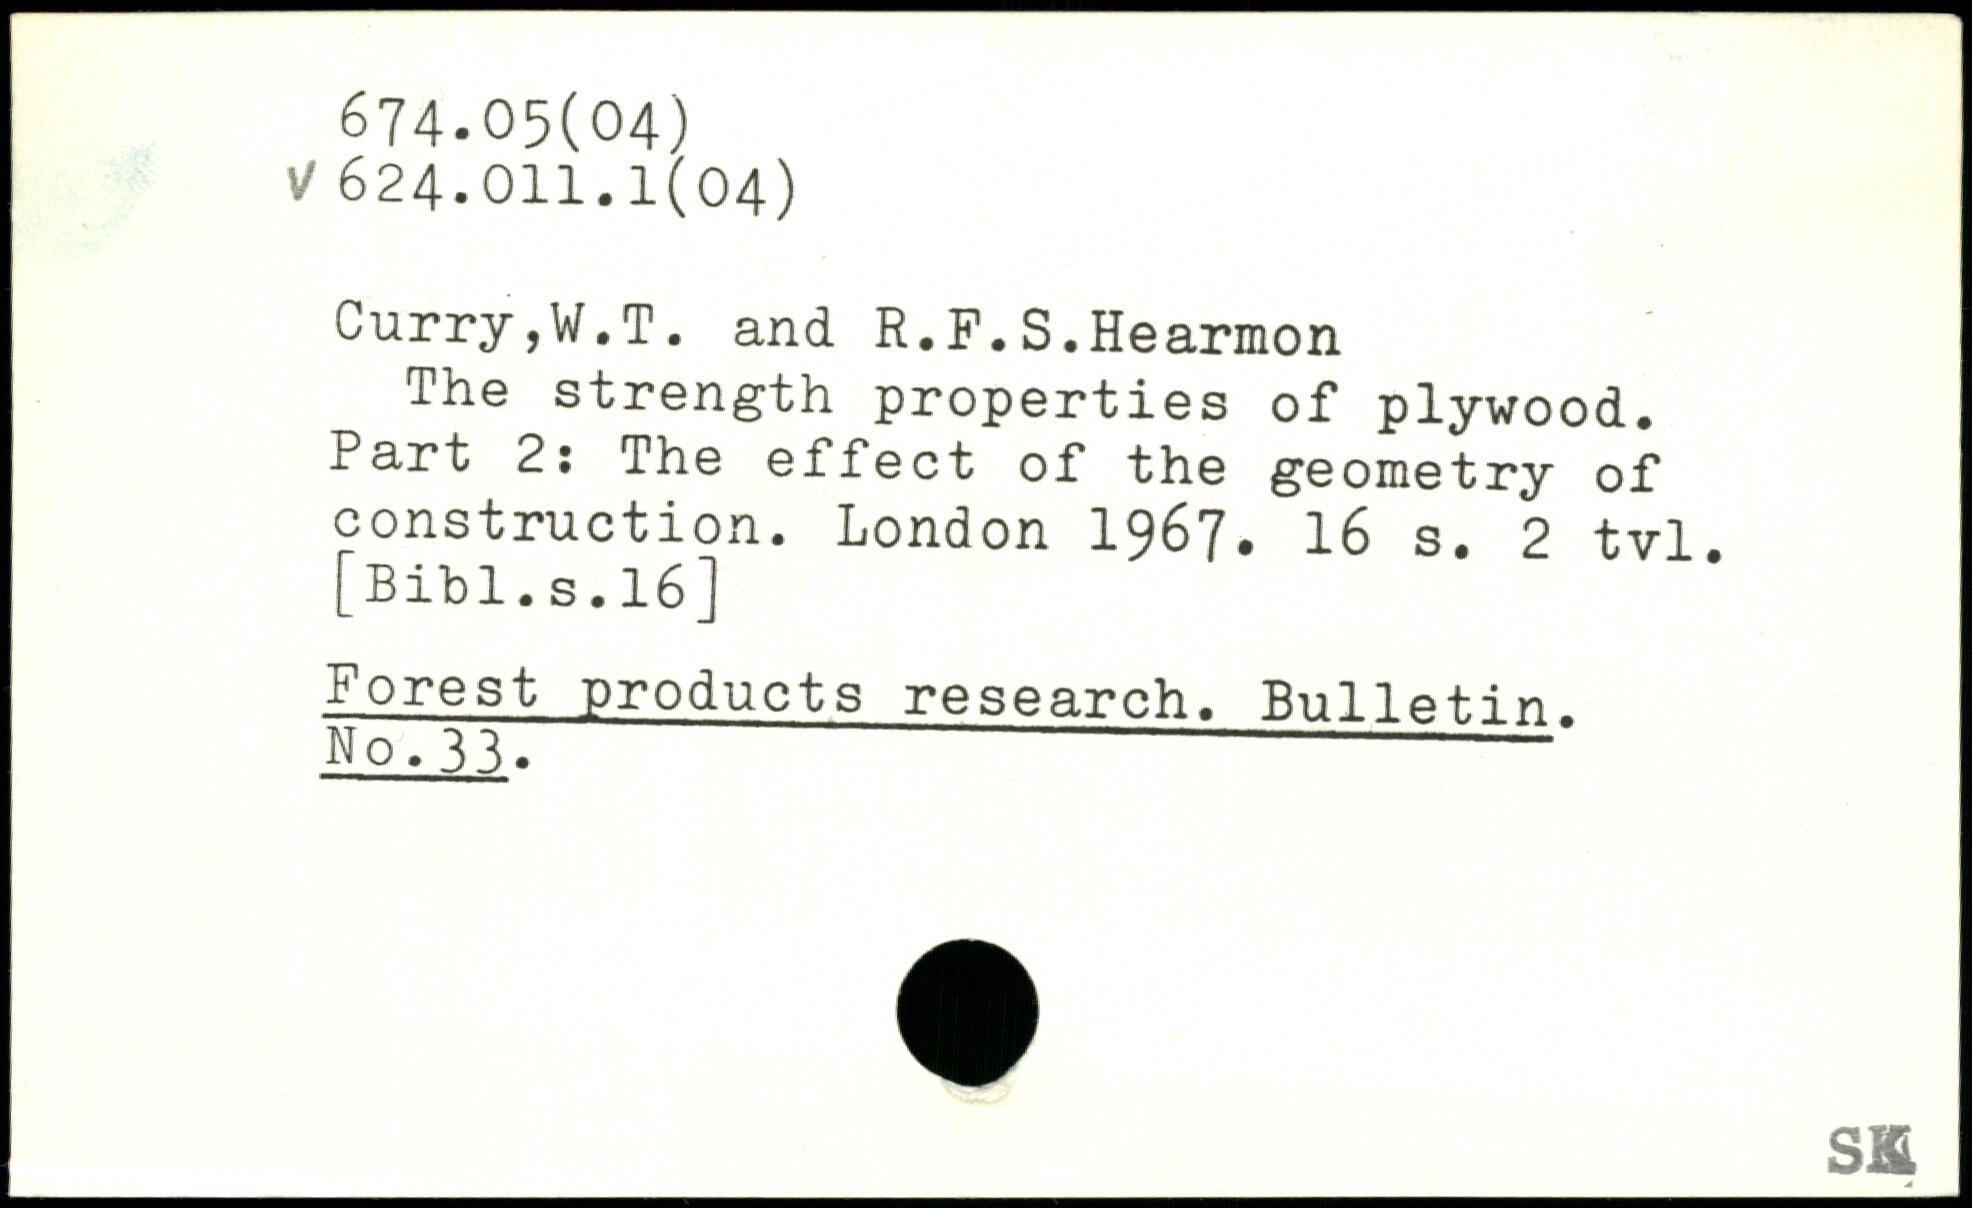 674.05(04)
v 624.011.1(04)
Curry,W.T. and R.F.S.Hearmon
The strength properties of plywood.
Part 2: The effect of the geometry of
construction. London 1967. 16 s. 2 tvl.
[Bibl.s.16]
Forest products research. Bulletin.
No.33.
SK